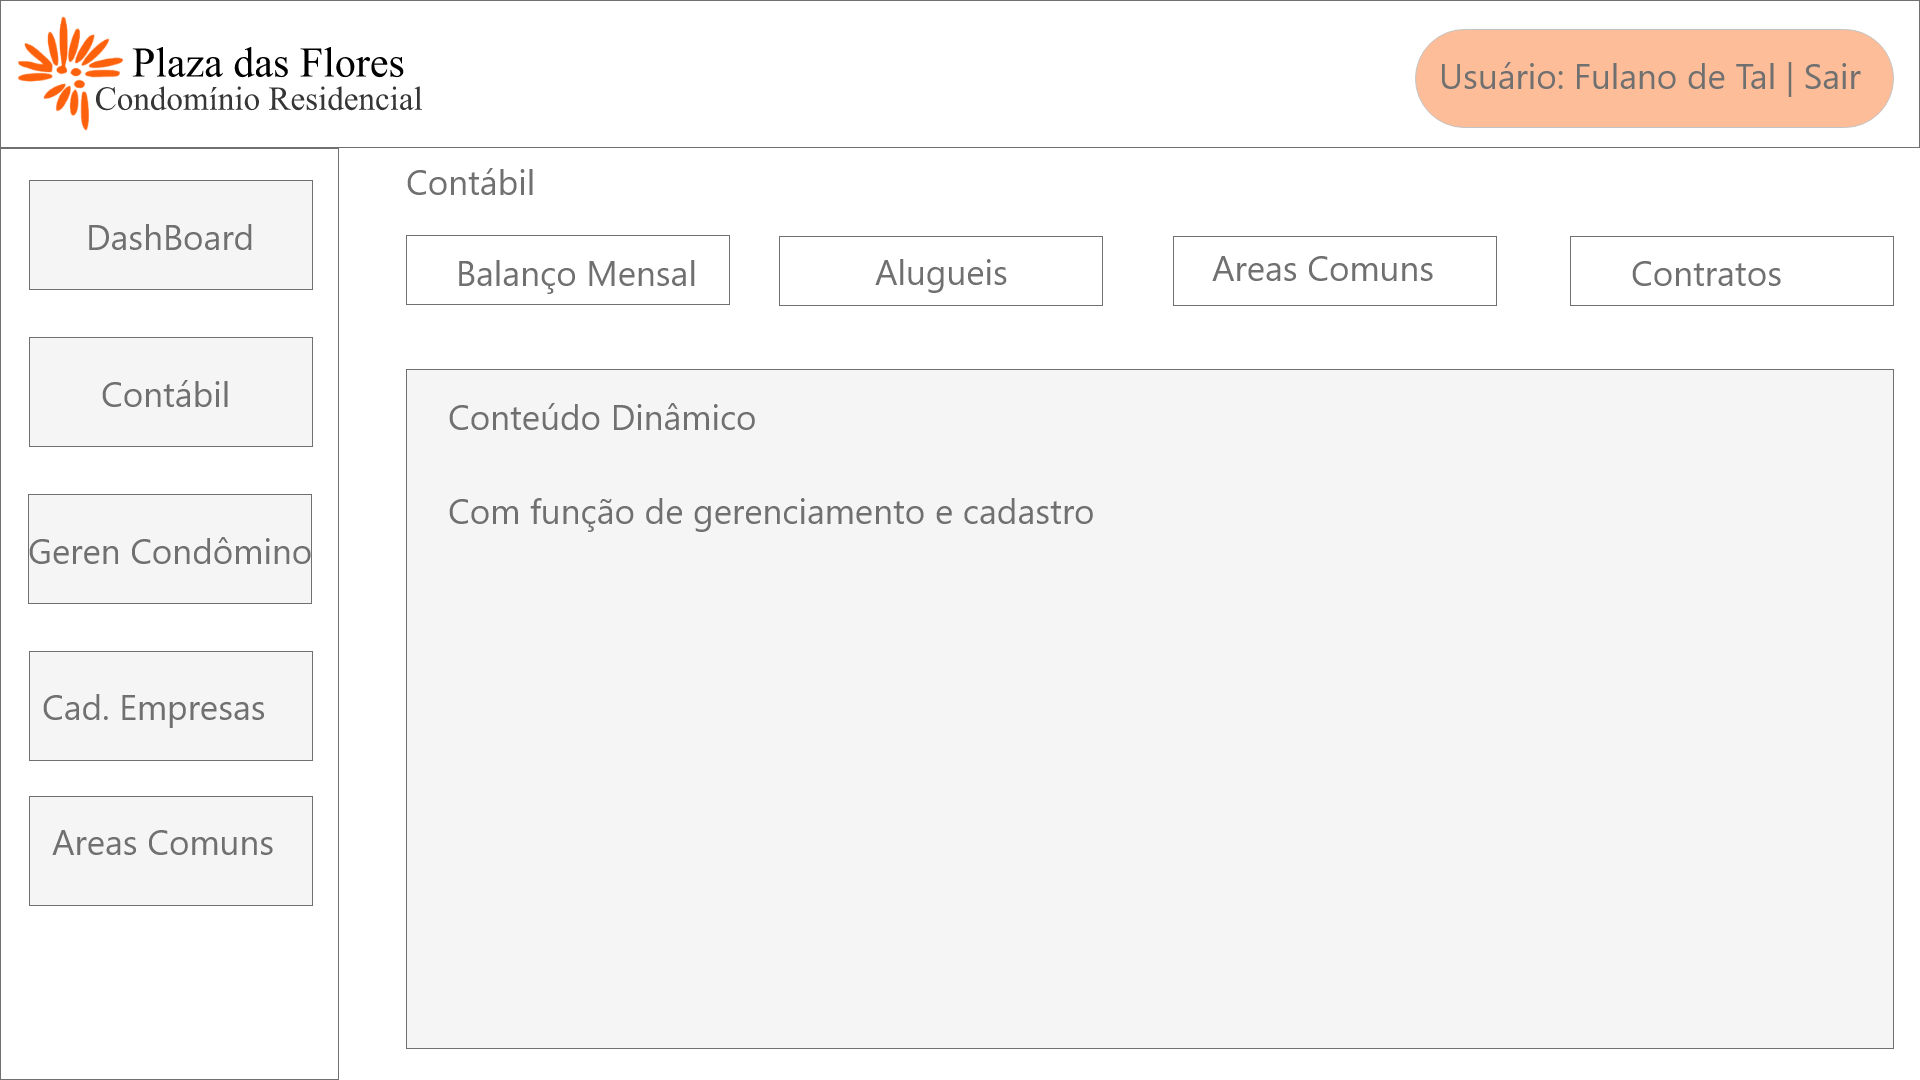 Plaza das Flores
Condomínio Residencial
Usuário: Fulano de Tal | Sair
DashBoard
Contábil
Geren Condômino
Cad. Empresas
Areas Comuns
Contábil
Balanço Mensal
Alugueis
Areas Comuns
Contratos
Conteúdo Dinâmico
Com função de gerenciamento e cadastro